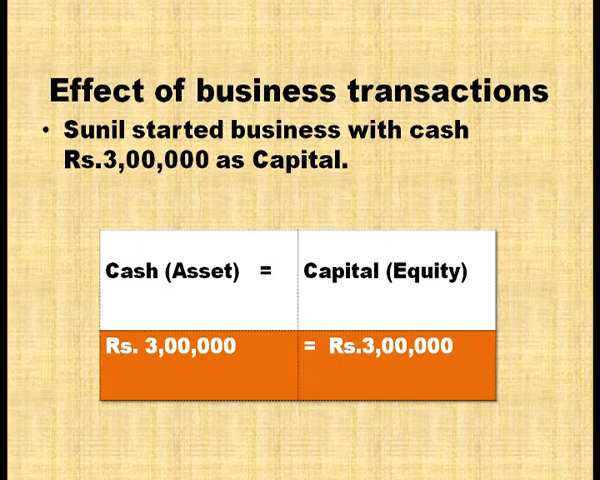 Effect of business transactions
• Sunil started business with cash
Rs.3,00,000 as Capital.
Cash (Asset) = Capital (Equity)
Rs. 3,00,000 = Rs.3,00,000